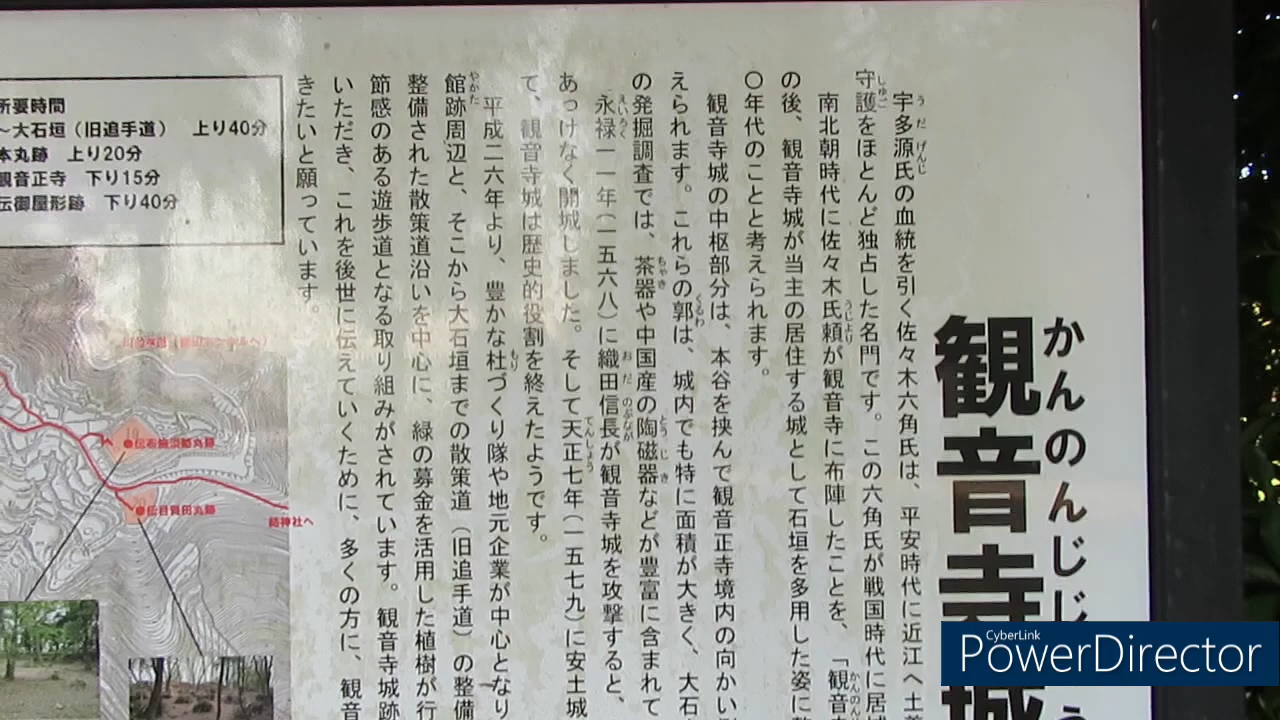 かんのんじじ
観音寺城
宇多源氏の血統を引く佐々木六角氏は、平安時代に近江へ土着
守護をほとんど独占した名門です。この六角氏が戦国時代に居城
南北朝時代に佐々木氏頼が観音寺に布陣したことを、「観音寺
の後、観音寺城が当主の居住する城として石垣を多用した姿に整
〇年代のことと考えられます。
観音寺城の中枢部分は、本谷を挟んで観音正寺境内の向かい側
えられます。これらの郭は、城内でも特に面積が大きく、大石
の発掘調査では、茶器や中国産の陶磁器などが豊富に含まれて
永禄一一年(一五六八)に織田信長が観音寺城を攻撃すると、
あっけなく開城しました。そして天正七年(一五七九)に安土城
て、観音寺城は歴史的役割を終えたようです。
平成二六年より、豊かな杜づくり隊や地元企業が中心となり
館跡周辺と、そこから大石垣までの散策道(旧追手道)の整備
整備された散策道沿いを中心に、緑の募金を活用した植樹が行
節感のある遊歩道となる取り組みがされています。観音寺城跡
いただき、これを後世に伝えていくために、多くの方に、観音
きたいと願っています。
所要時間
～大石垣(旧追手道) 上り40分
本丸跡 上り20分
観音正寺 下り15分
伝御屋形跡 下り40分
19
伝布施淡路丸跡
20
伝目賀田丸跡
結神社へ
CyberLink
PowerDirector